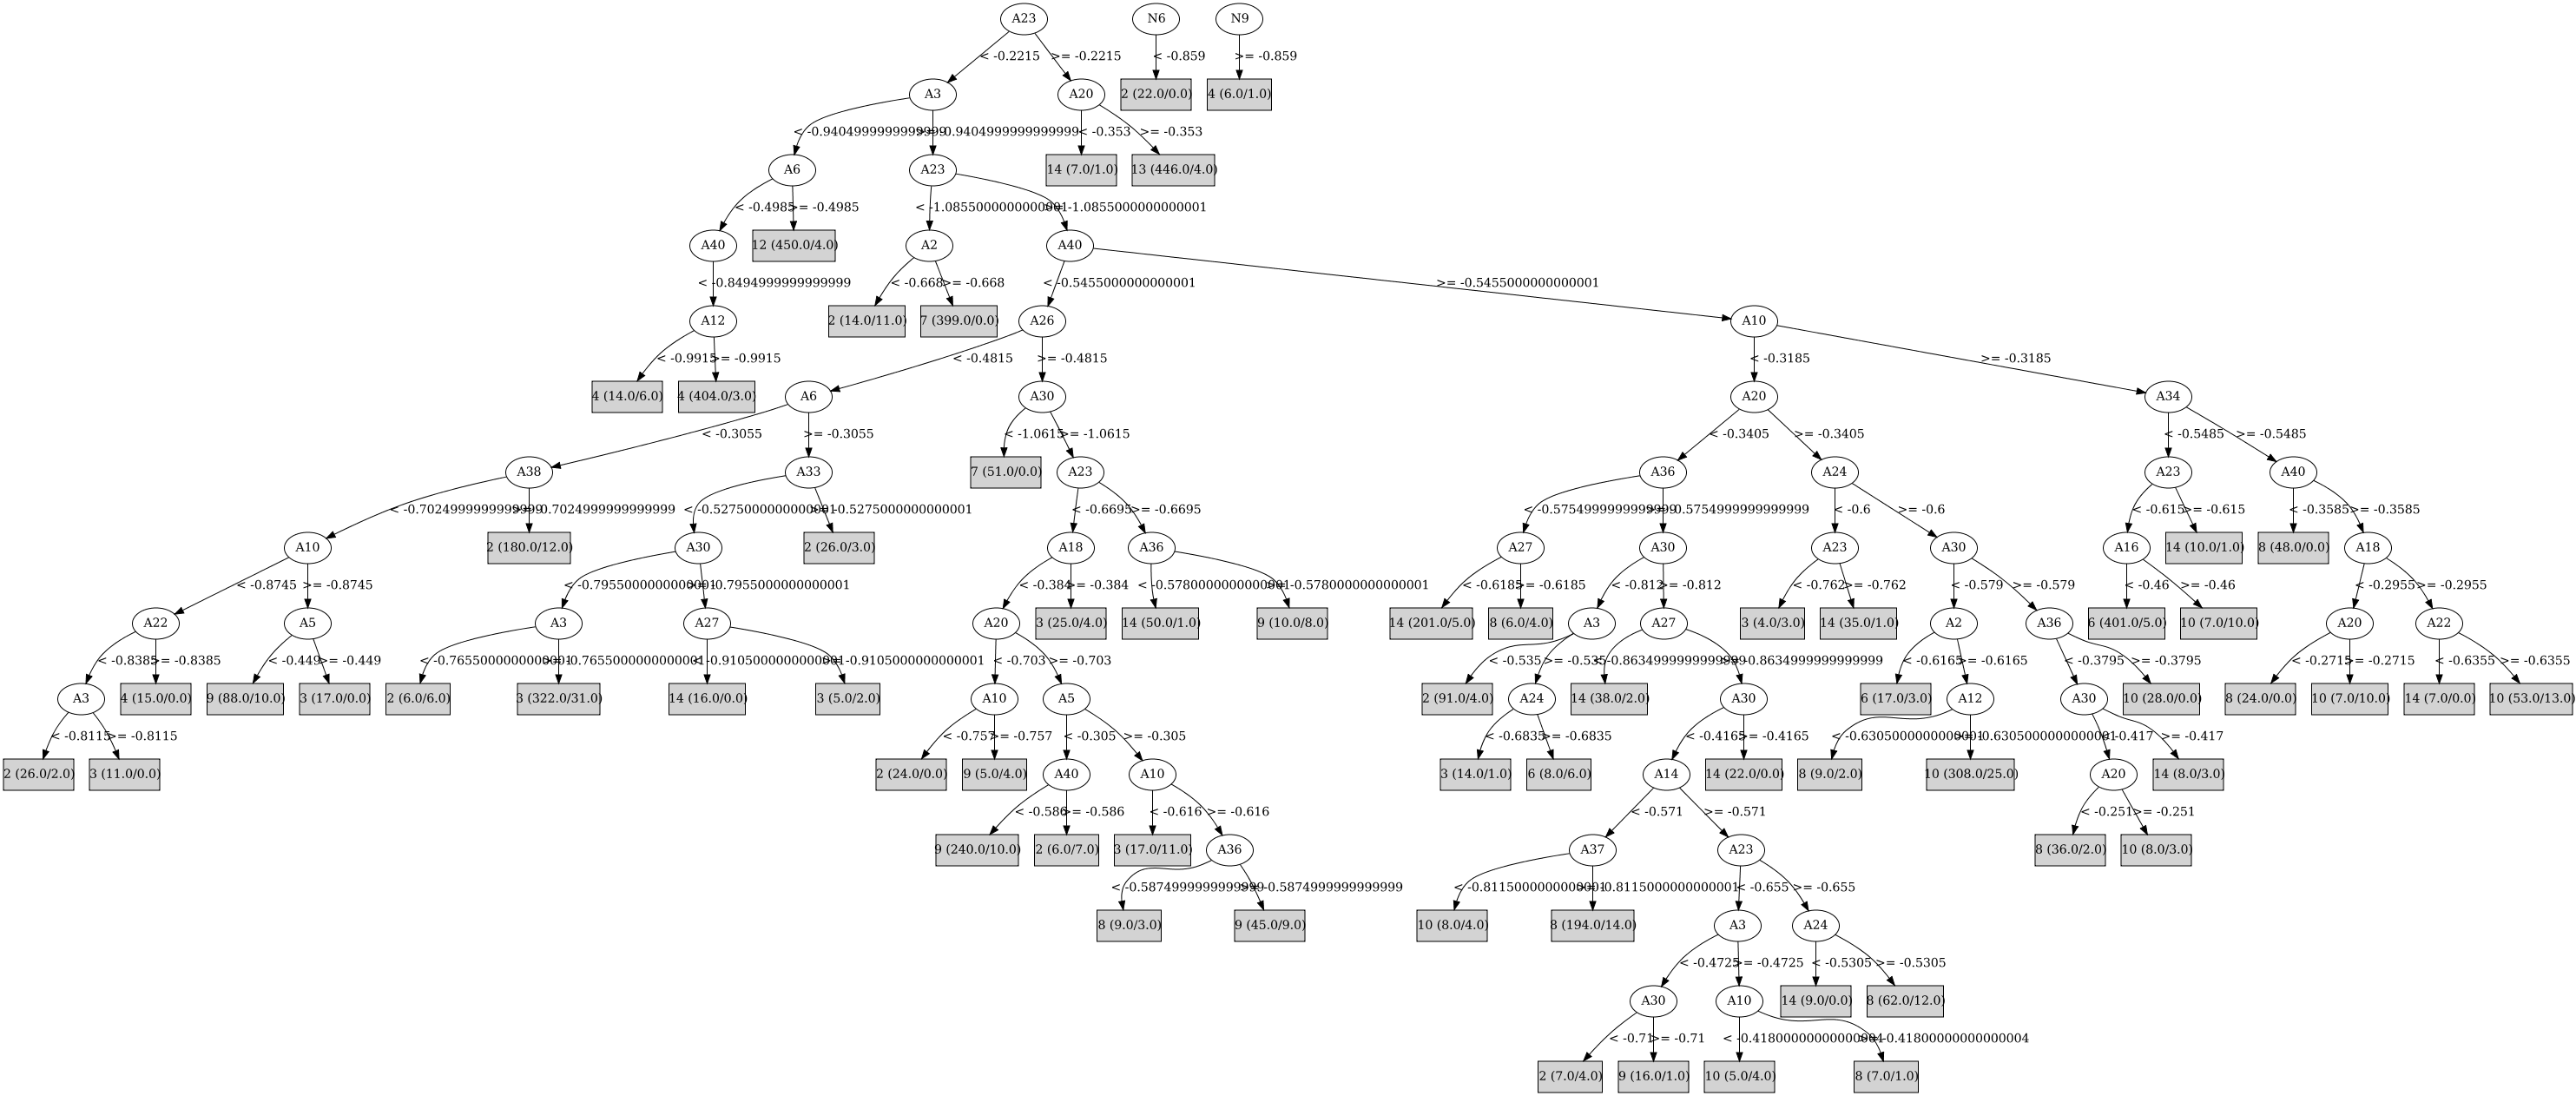 A23 N6 N9
< -0.2215 >= -0.2215 < -0.859 >= -0.859
A3 A20 2 (22.0/0.0) 4 (6.0/1.0)
< -0.9404999999999999 >= -0.9404999999999999 < -0.353 >= -0.353
A6 A23 14 (7.0/1.0) 13 (446.0/4.0)
< -0.4985 >= -0.4985 < -1.0855000000000001 >= -1.0855000000000001
A40 12 (450.0/4.0) A2 A40
< -0.8494999999999999 < -0.668 >= -0.668 < -0.5455000000000001 >= -0.5455000000000001
A12 2 (14.0/11.0) 7 (399.0/0.0) A26 A10
< -0.9915 >= -0.9915 < -0.4815 >= -0.4815 < -0.3185 >= -0.3185
4 (14.0/6.0) 4 (404.0/3.0) A6 A30 A20 A34
< -0.3055 >= -0.3055 < -1.0615 >= -1.0615 < -0.3405 >= -0.3405 < -0.5485 >= -0.5485
A38 A33 7 (51.0/0.0) A23 A36 A24 A23 A40
< -0.7024999999999999 >= -0.7024999999999999 < -0.5275000000000001 >= -0.5275000000000001 < -0.6695 >= -0.6695 < -0.5754999999999999 >= -0.5754999999999999 < -0.6 >= -0.6 < -0.615 >= -0.615 < -0.3585 >= -0.3585
A10 2 (180.0/12.0) A30 2 (26.0/3.0) A18 A36 A27 A30 A23 A30 A16 14 (10.0/1.0) 8 (48.0/0.0) A18
< -0.8745 >= -0.8745 < -0.7955000000000001 >= -0.7955000000000001 < -0.384 >= -0.384 < -0.5780000000000001 >= -0.5780000000000001 < -0.6185 >= -0.6185 < -0.812 >= -0.812 < -0.762 >= -0.762 < -0.579 >= -0.579 < -0.46 >= -0.46 < -0.2955 >= -0.2955
A22 A5 A3 A27 A20 3 (25.0/4.0) 14 (50.0/1.0) 9 (10.0/8.0) 14 (201.0/5.0) 8 (6.0/4.0) A3 A27 3 (4.0/3.0) 14 (35.0/1.0) A2 A36 6 (401.0/5.0) 10 (7.0/10.0) A20 A22
< -0.8385 >= -0.8385 < -0.449 >= -0.449 < -0.7655000000000001 >= -0.7655000000000001 < -0.9105000000000001 >= -0.9105000000000001 < -0.703 >= -0.703 < -0.535 >= -0.535 < -0.8634999999999999 >= -0.8634999999999999 < -0.6165 >= -0.6165 < -0.3795 >= -0.3795 < -0.2715 >= -0.2715 < -0.6355 >= -0.6355
A3 4 (15.0/0.0) 9 (88.0/10.0) 3 (17.0/0.0) 2 (6.0/6.0) 3 (322.0/31.0) 14 (16.0/0.0) 3 (5.0/2.0) A10 A5 2 (91.0/4.0) A24 14 (38.0/2.0) A30 6 (17.0/3.0) A12 A30 10 (28.0/0.0) 8 (24.0/0.0) 10 (7.0/10.0) 14 (7.0/0.0) 10 (53.0/13.0)
< -0.8115 >= -0.8115 < -0.757 >= -0.757 < -0.305 >= -0.305 < -0.6835 >= -0.6835 < -0.4165 >= -0.4165 < -0.6305000000000001 >= -0.6305000000000001 < -0.417 >= -0.417
2 (26.0/2.0) 3 (11.0/0.0) 2 (24.0/0.0) 9 (5.0/4.0) A40 A10 3 (14.0/1.0) 6 (8.0/6.0) A14 14 (22.0/0.0) 8 (9.0/2.0) 10 (308.0/25.0) A20 14 (8.0/3.0)
< -0.586 >= -0.586 < -0.616 >= -0.616 < -0.571 >= -0.571 < -0.251 >= -0.251
9 (240.0/10.0) 2 (6.0/7.0) 3 (17.0/11.0) A36 A37 A23 8 (36.0/2.0) 10 (8.0/3.0)
< -0.5874999999999999 >= -0.5874999999999999 < -0.8115000000000001 >= -0.8115000000000001 < -0.655 >= -0.655
8 (9.0/3.0) 9 (45.0/9.0) 10 (8.0/4.0) 8 (194.0/14.0) A3 A24
< -0.4725 >= -0.4725 < -0.5305 >= -0.5305
A30 A10 14 (9.0/0.0) 8 (62.0/12.0)
< -0.71 >= -0.71 < -0.41800000000000004 >= -0.41800000000000004
2 (7.0/4.0) 9 (16.0/1.0) 10 (5.0/4.0) 8 (7.0/1.0)